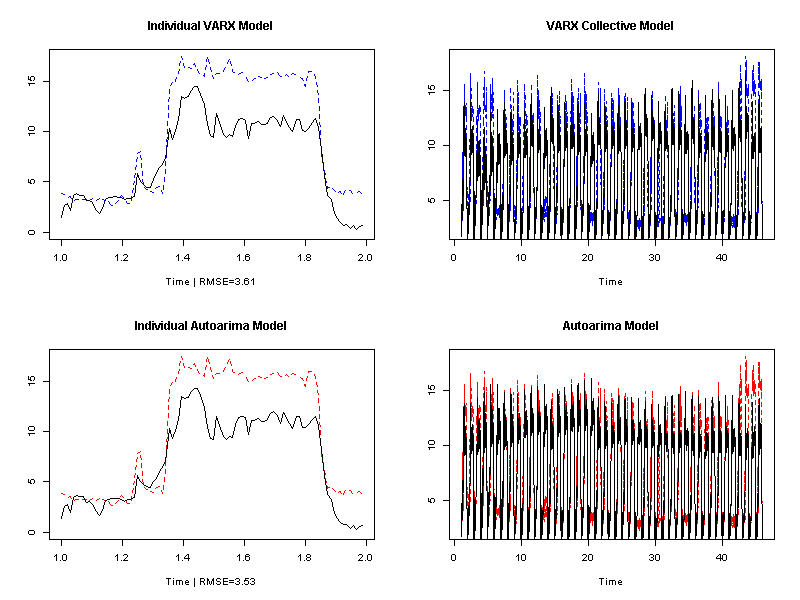 Individual VARX Model
VARX Collective Model
15
10
5
0
1.0 1.2 1.4 1.6 1.8 2.0
Time | RMSE=3.61
15
10
5
0 10 20 30 40
Time
Individual Autoarima Model
Autoarima Model
15
10
5
0
1.0 1.2 1.4 1.6 1.8 2.0
Time | RMSE=3.53
15
10
5
0 10 20 30 40
Time